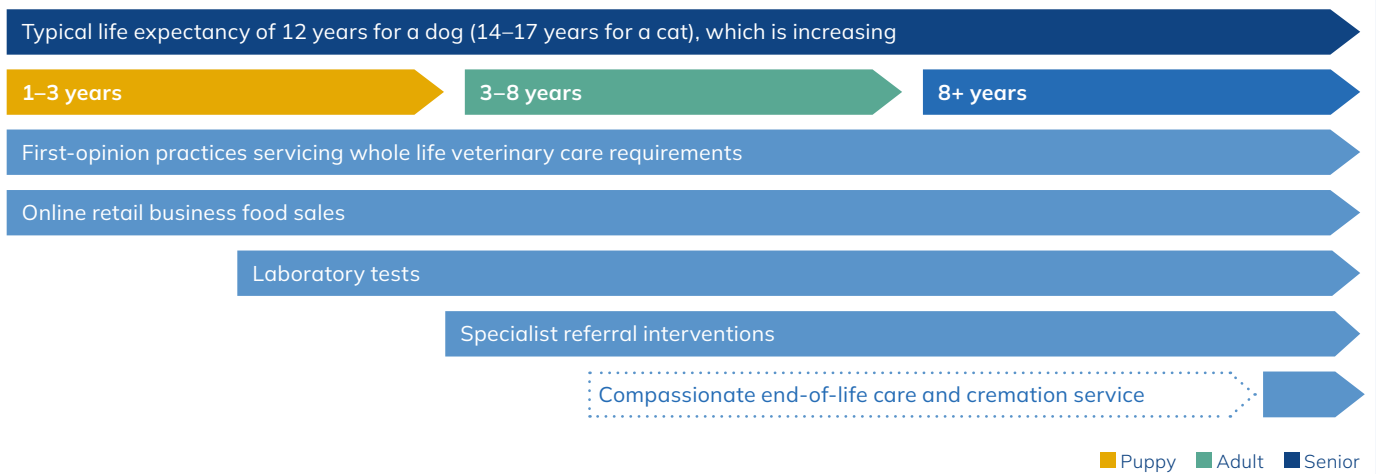 Typical life expectancy of 12 years for a dog (14–17 years for a cat), which is increasing
1–3 years
3–8 years
8+ years
First-opinion practices servicing whole life veterinary care requirements
Online retail business food sales
Laboratory tests
Specialist referral interventions
Compassionate end-of-life care and cremation service
Puppy
Adult
Senior